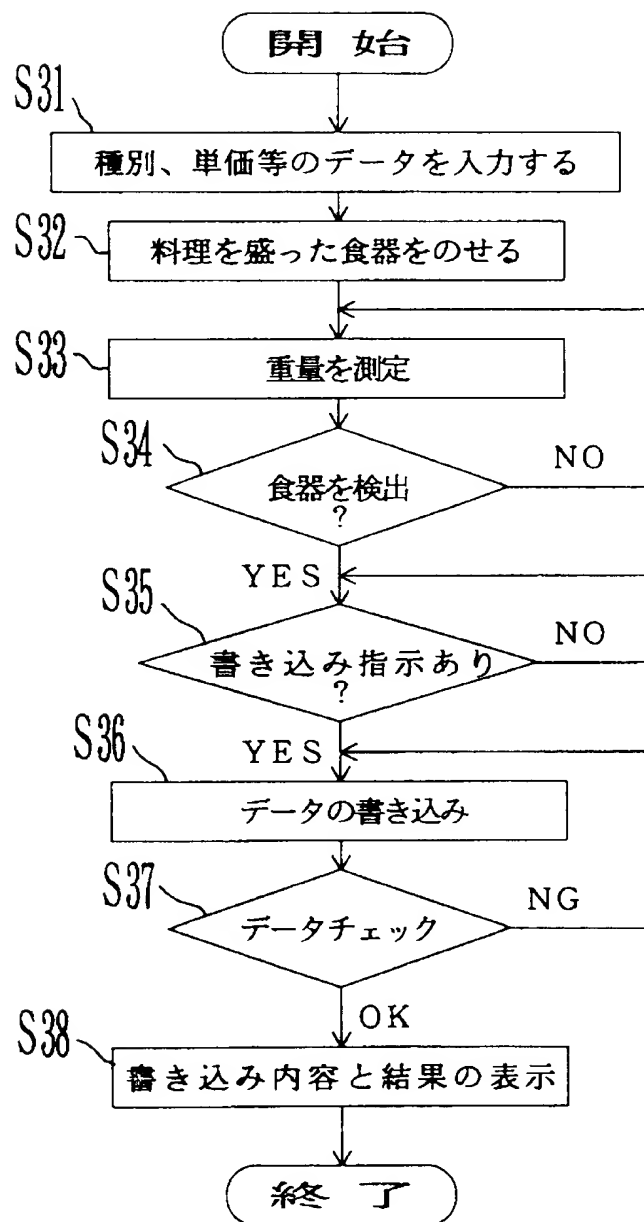 開始
S31
種別、単価等のデータを入力する
S32
料理を盛った食器をのせる
S33
重量を測定
S34
食器を検出
?
NO
YES
S35
書き込み指示あり
?
NO
YES
S36
データの書き込み
S37
データチェック
NG
OK
S38
書き込み内容と結果の表示
終了